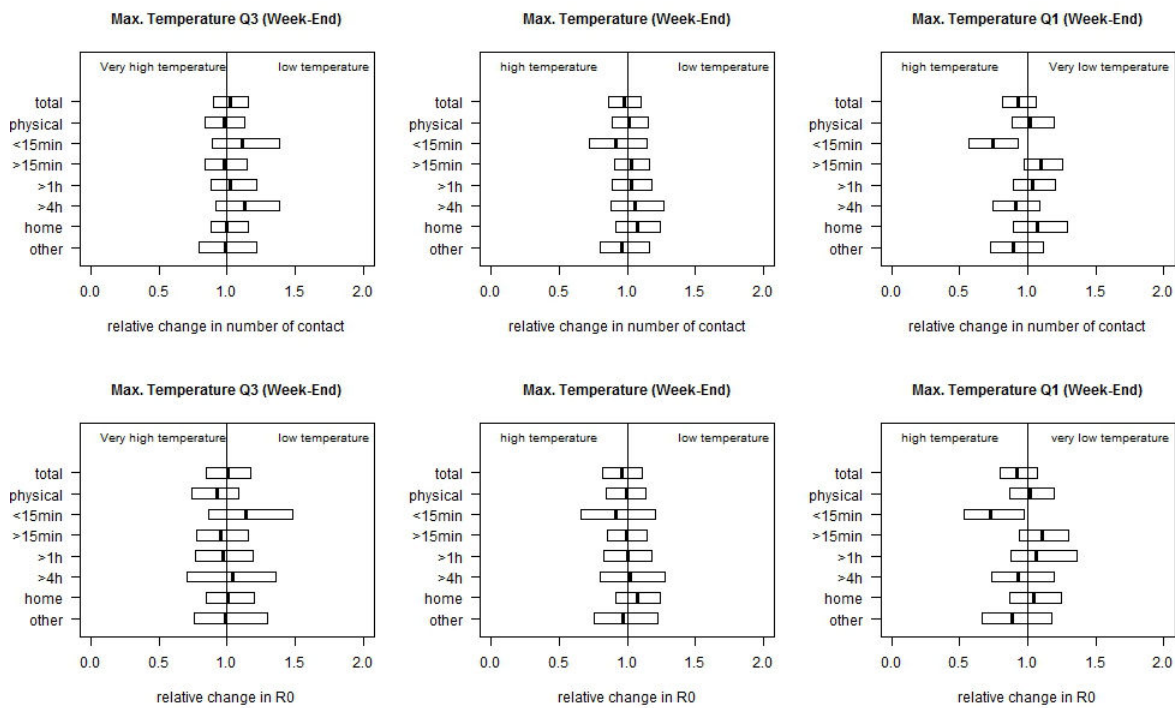 Max. Temperature Q3 (Week-End)
Very high temperature
low temperature
total
physical
<15min
>15min
>1h
>4h
home
other
0.0 0.5 1.0 1.5 2.0
relative change in number of contact
Max. Temperature (Week-End)
high temperature
low temperature
total
physical
<15min
>15min
>1h
>4h
home
other
0.0 0.5 1.0 1.5 2.0
relative change in number of contact
Max. Temperature Q1 (Week-End)
high temperature
Very low temperature
total
physical
<15min
>15min
>1h
>4h
home
other
0.0 0.5 1.0 1.5 2.0
relative change in number of contact
Max. Temperature Q3 (Week-End)
Very high temperature
low temperature
total
physical
<15min
>15min
>1h
>4h
home
other
0.0 0.5 1.0 1.5 2.0
relative change in R0
Max. Temperature (Week-End)
high temperature
low temperature
total
physical
<15min
>15min
>1h
>4h
home
other
0.0 0.5 1.0 1.5 2.0
relative change in R0
Max. Temperature Q1 (Week-End)
high temperature
very low temperature
total
physical
<15min
>15min
>1h
>4h
home
other
0.0 0.5 1.0 1.5 2.0
relative change in R0